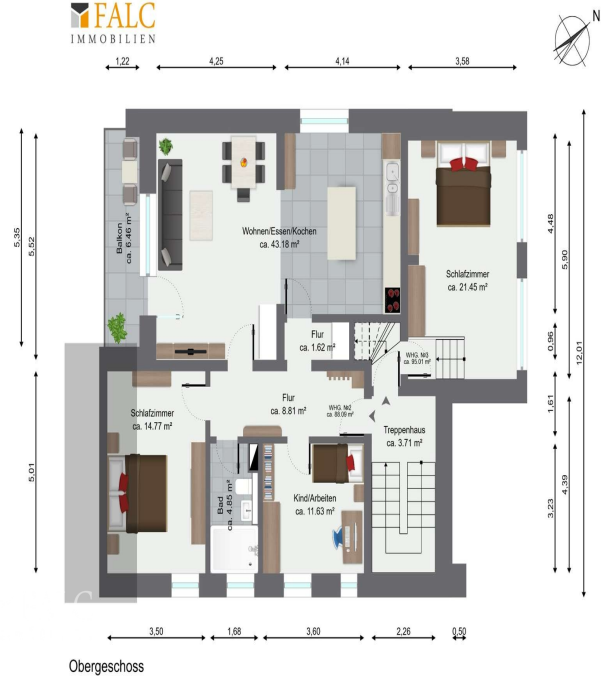 FALC
IMMOBILIEN
N
1,22
4,25
4,14
3,58
5,35
5,52
Balkon
ca. 6.46 m²
Wohnen/Essen/Kochen
ca. 43.18 m²
Schlafzimmer
ca. 21.45 m²
4,48
5,90
12,01
0,96
Flur
ca. 1.62 m²
WHG. Nr3
ca. 95.01 m²
Schlafzimmer
ca. 14.77 m²
Flur
ca. 8.81 m²
WHG. Nr2
ca. 88.09 m²
Treppenhaus
ca. 3.71 m²
1,61
4,39
5,01
Bad
ca. 4.85 m²
Kind/Arbeiten
ca. 11.63 m²
3,23
3,50
1,68
3,60
2,26
0,50
Obergeschoss